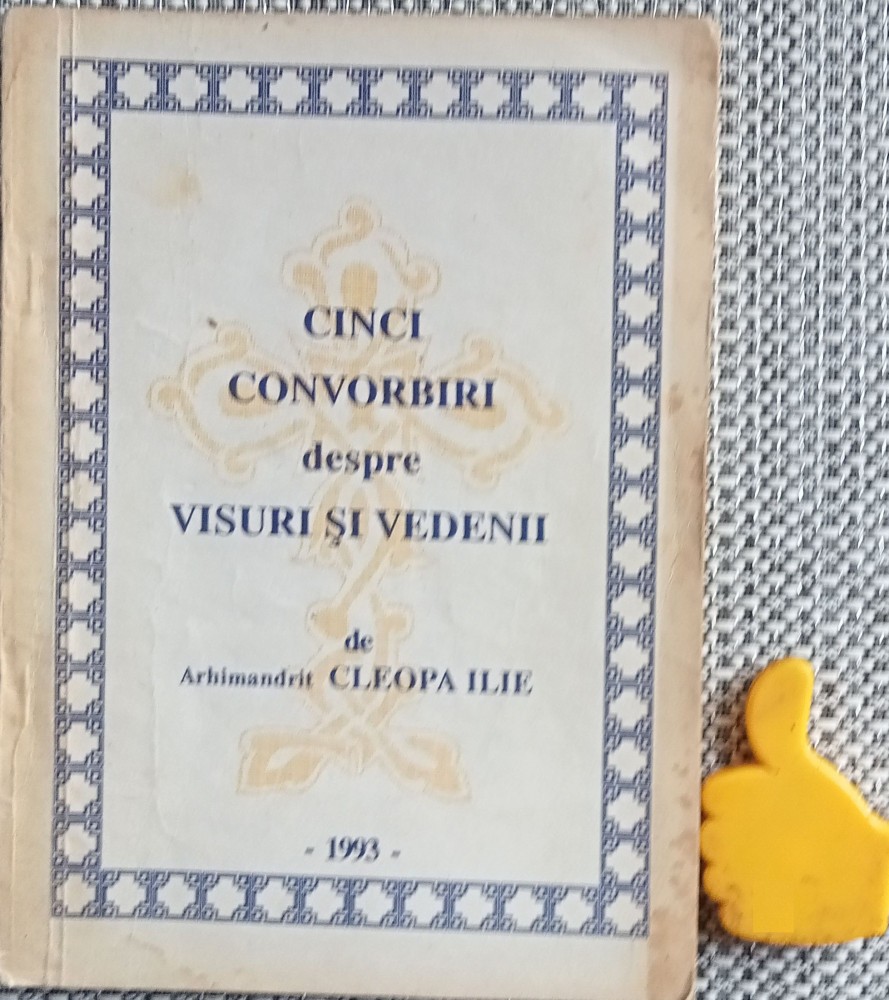 CINCI
CONVORBIRI
despre
VISURI ŞI VEDENII
de
Arhimandrit CLEOPA ILIE
- 1993 -